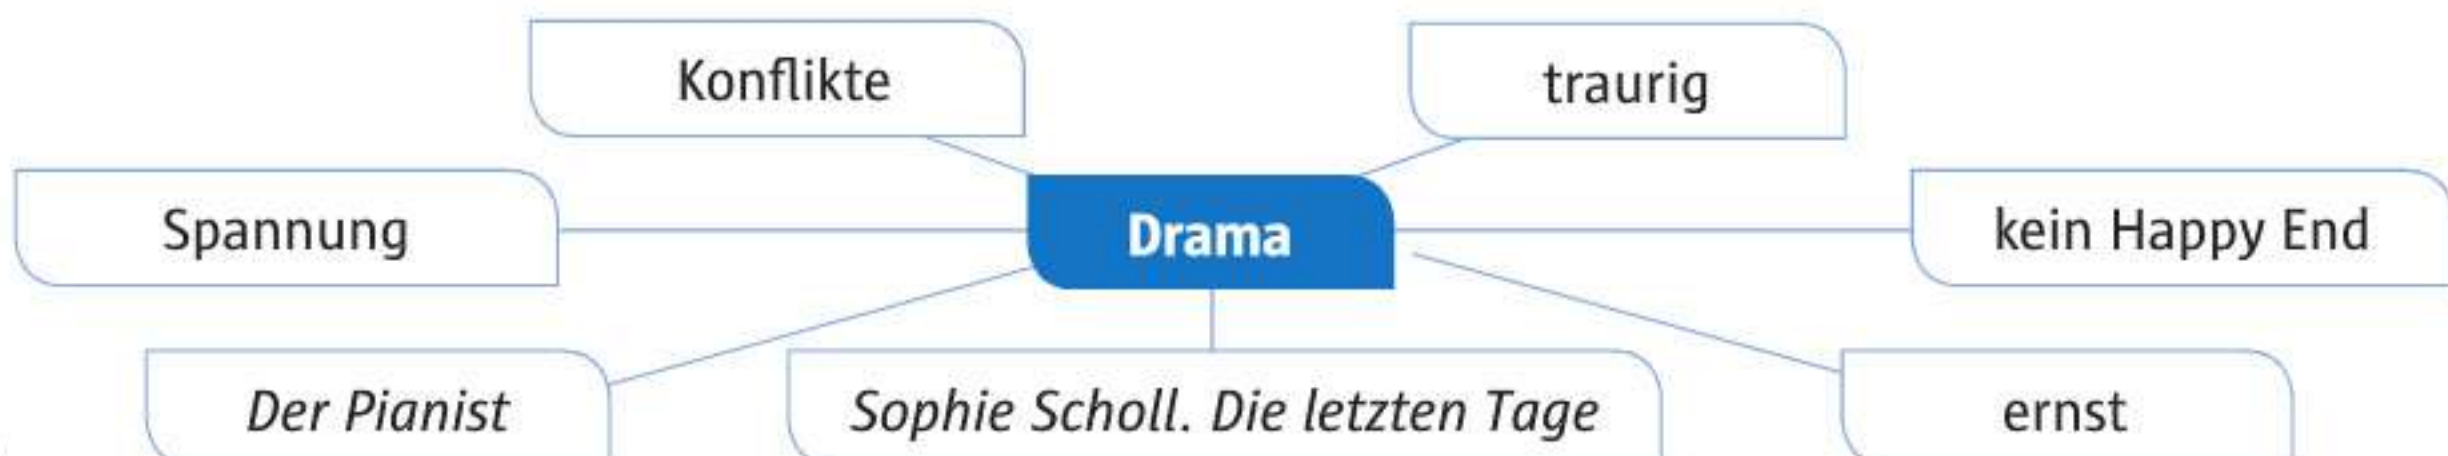 Konflikte
traurig
Spannung
Drama
kein Happy End
Der Pianist
Sophie Scholl. Die letzten Tage
ernst